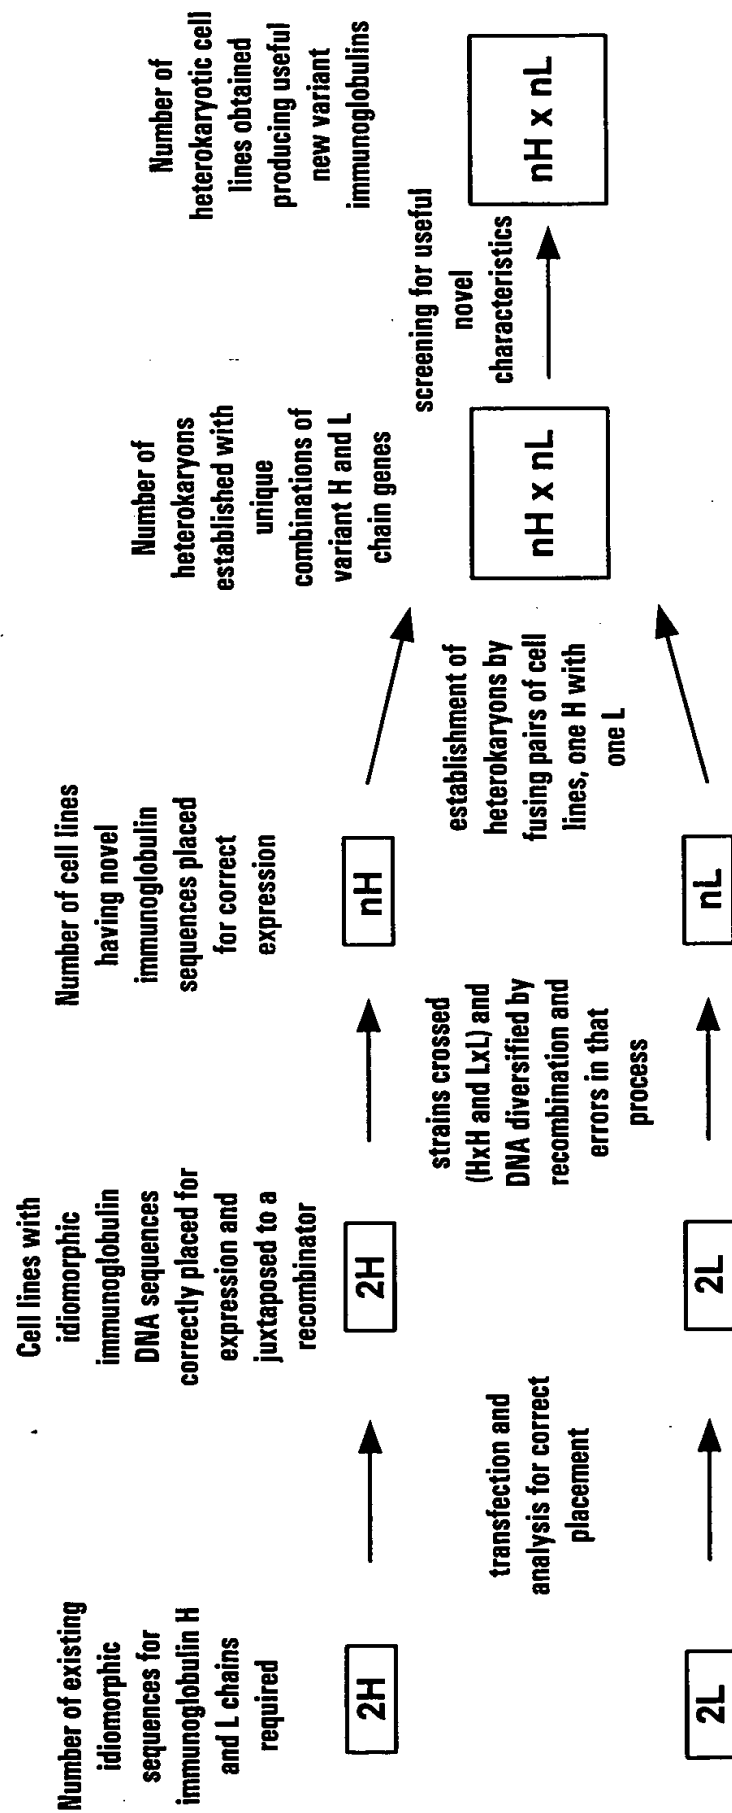 Number of existing
idiomorphic
sequences for
immunoglobulin H
and L chains
required
2H
2L
transfection and
analysis for correct
placement
Cell lines with
idiomorphic
immunoglobulin
DNA sequences
correctly placed for
expression and
juxtaposed to a
recombinator
2H
2L
strains crossed
(HxH and LxL) and
DNA diversified by
recombination and
errors in that
process
Number of cell lines
having novel
immunoglobulin
sequences placed
for correct
expression
nH
nL
establishment of
heterokaryons by
fusing pairs of cell
lines, one H with
one L
Number of
heterokaryons
established with
unique
combinations of
variant H and L
chain genes
nH x nL
screening for useful
novel
characteristics
Number of
heterokaryotic cell
lines obtained
producing useful
new variant
immunoglobulins
nH x nL